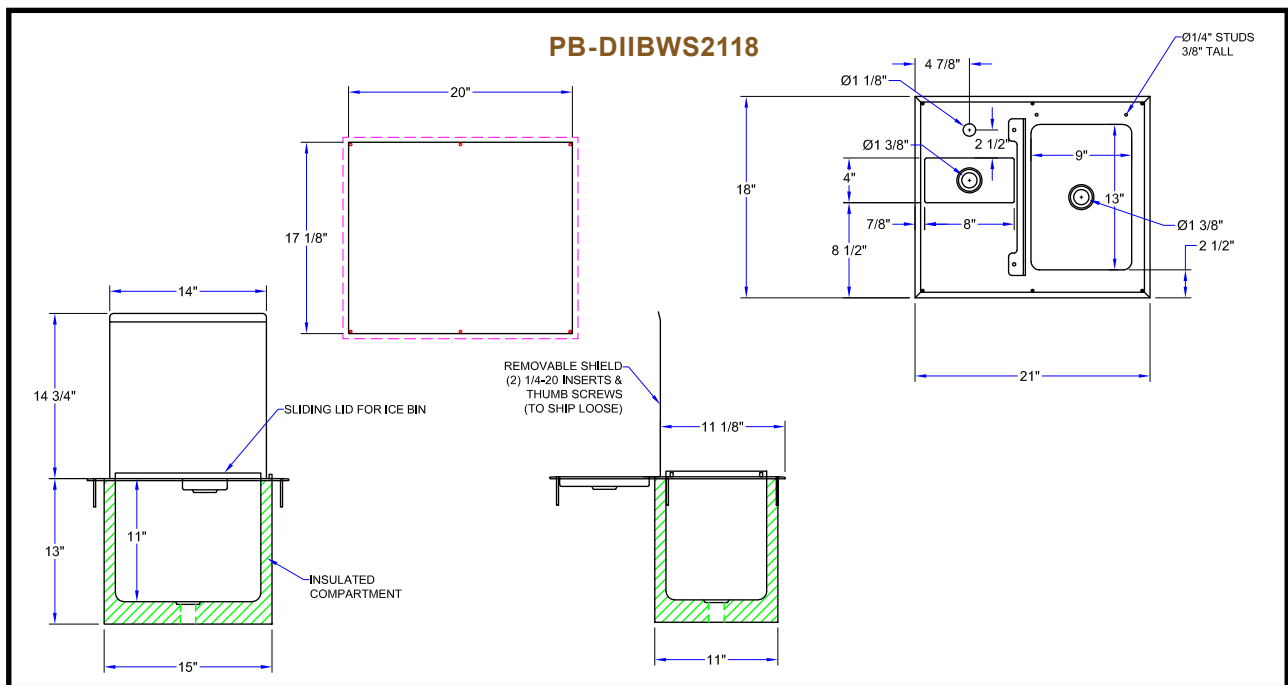 PB-DIIBWS2118
20"
17 1/8"
4 7/8"
Ø1/4" STUDS
3/8" TALL
Ø1 1/8"
2 1/2"
Ø1 3/8"
9"
4"
18"
13"
7/8"
8"
Ø1 3/8"
8 1/2"
2 1/2"
21"
14"
14 3/4"
SLIDING LID FOR ICE BIN
13"
11"
INSULATED
COMPARTMENT
15"
REMOVABLE SHIELD
(2) 1/4-20 INSERTS &
THUMB SCREWS
(TO SHIP LOOSE)
11 1/8"
11"